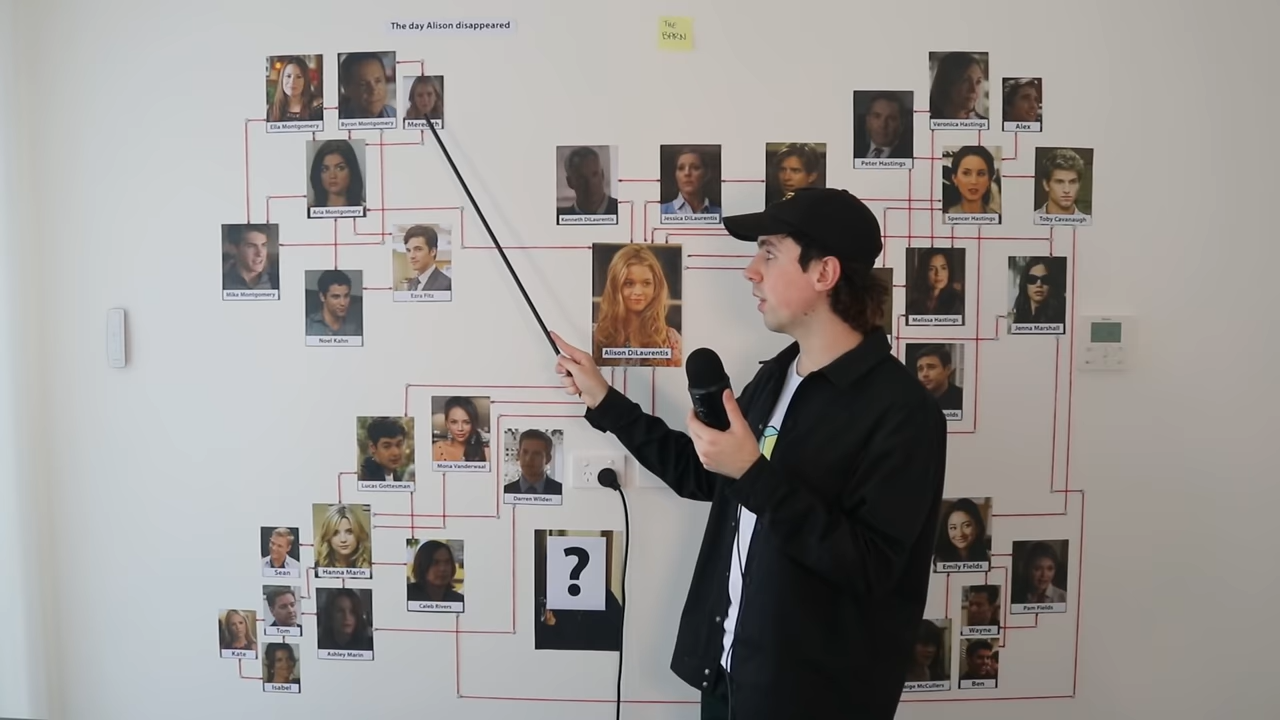 The day Alison disappeared
THE
BARN
Ella Montgomery
Byron Montgomery
Meredith
Veronica Hastings
Alex
Peter Hastings
Aria Montgomery
Kenneth DiLaurentis
Jessica DiLaurentis
Spencer Hastings
Toby Cavanaugh
Mike Montgomery
Ezra Fitz
Noel Kahn
Alison DiLaurentis
Melissa Hastings
Jenna Marshall
Lucas Gottesman
Mona Vanderwaal
Darren Wilden
Sean
Hanna Marin
Caleb Rivers
?
Emily Fields
Pam Fields
Tom
Wayne
Kate
Ashley Marin
Isabel
Ben
McCullers